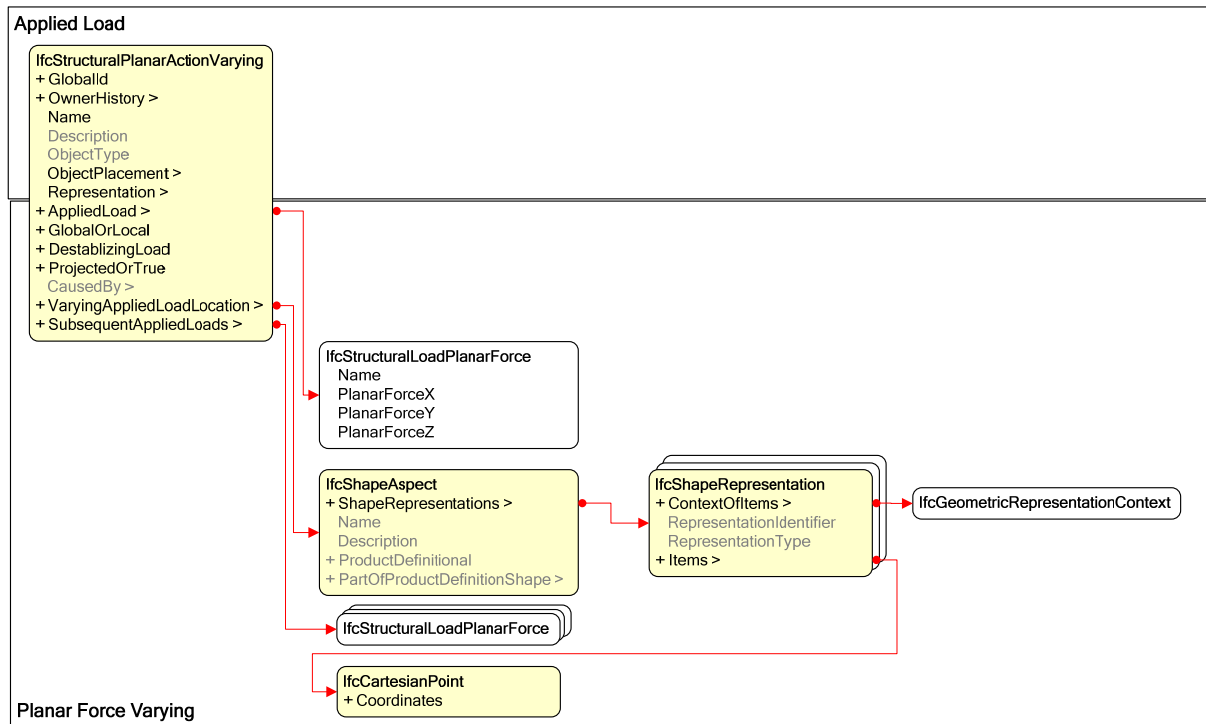 Applied Load
IfcStructuralPlanarActionVarying
+ GlobalId
+ OwnerHistory >
Name
Description
ObjectType
ObjectPlacement >
Representation >
+ AppliedLoad >
+ GlobalOrLocal
+ DestablizingLoad
+ ProjectedOrTrue
CausedBy >
+ VaryingAppliedLoadLocation >
+ SubsequentAppliedLoads >
IfcStructuralLoadPlanarForce
Name
PlanarForceX
PlanarForceY
PlanarForceZ
IfcShapeAspect
+ ShapeRepresentations >
Name
Description
+ ProductDefinitional
+ PartOfProductDefinitionShape >
IfcShapeRepresentation
+ ContextOfItems >
RepresentationIdentifier
RepresentationType
+ Items >
IfcGeometricRepresentationContext
IfcStructuralLoadPlanarForce
IfcCartesianPoint
+ Coordinates
Planar Force Varying